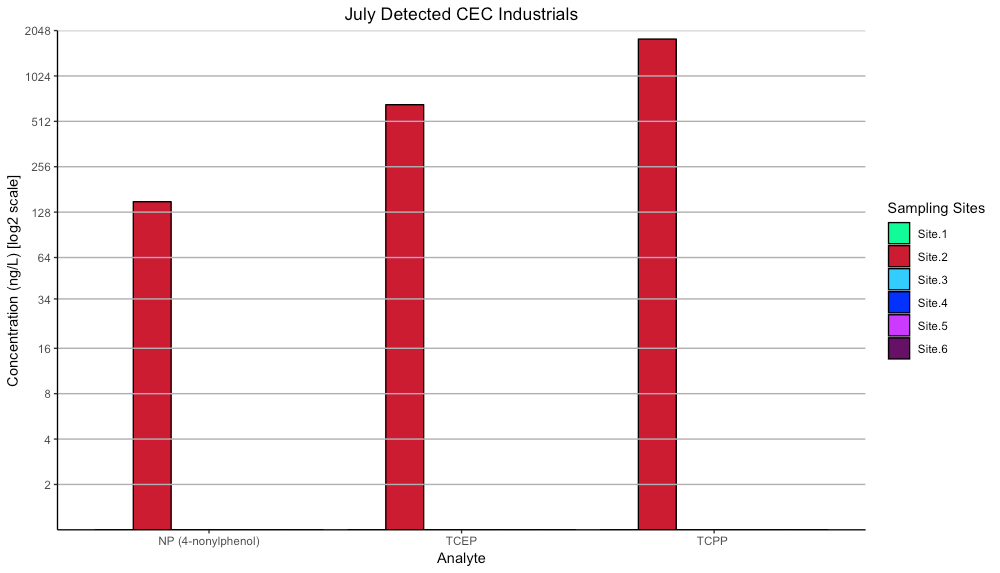 July Detected CEC Industrials
Concentration (ng/L) [log2 scale]
2048
1024
512
256
128
64
34
16
8
4
2
NP (4-nonylphenol)
TCEP
TCPP
Analyte
Sampling Sites
Site.1
Site.2
Site.3
Site.4
Site.5
Site.6